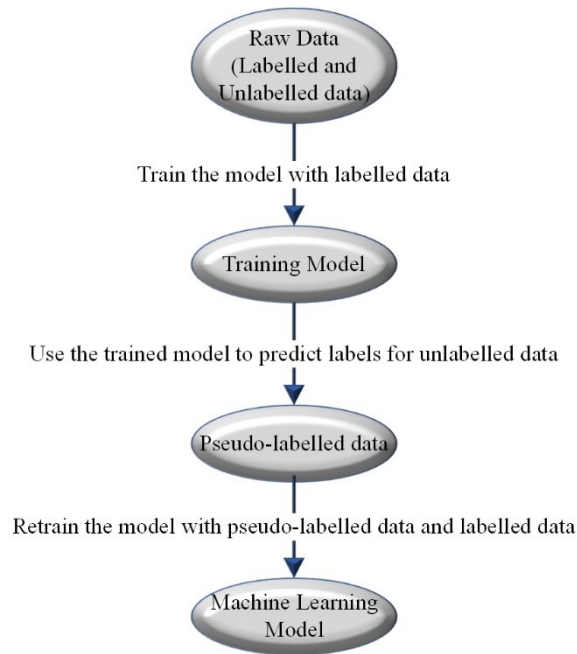 Raw Data
(Labelled and
Unlabelled data)
Train the model with labelled data
Training Model
Use the trained model to predict labels for unlabelled data
Pseudo-labelled data
Retrain the model with pseudo-labelled data and labelled data
Machine Learning
Model